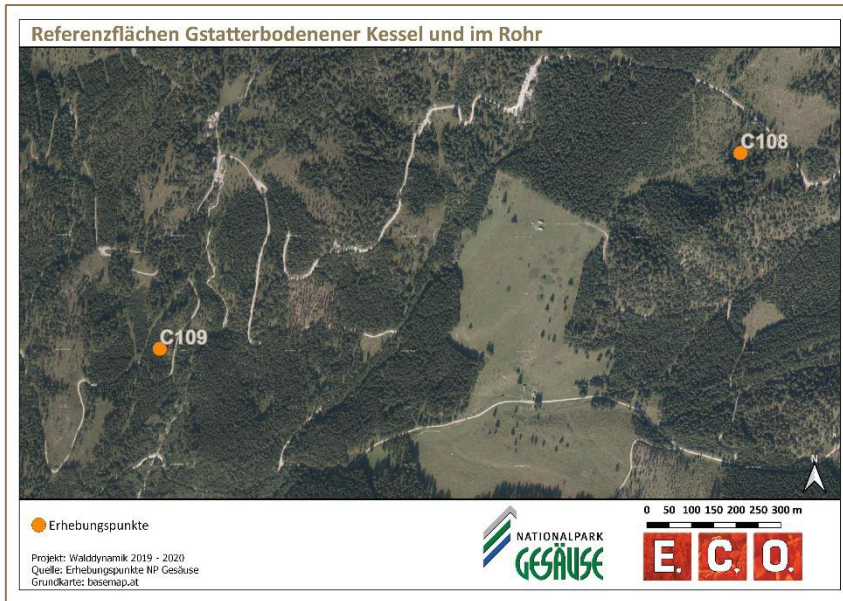 Referenzflächen Gstatterbodenener Kessel und im Rohr
C108
C109
N
Erhebungspunkte
0 50 100 150 200 250 300 m
Projekt: Walddynamik 2019 - 2020
Quelle: Erhebungspunkte NP Gesäuse
Grundkarte: basemap.at
NATIONALPARK
GESÄUSE
E. C. O.